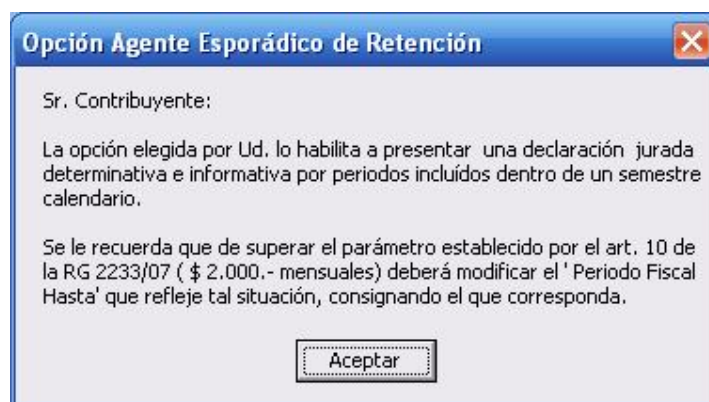 Opción Agente Esporádico de Retención
Sr. Contribuyente:
La opción elegida por Ud. lo habilita a presentar una declaración jurada
determinativa e informativa por periodos incluídos dentro de un semestre
calendario.
Se le recuerda que de superar el parámetro establecido por el art. 10 de
la RG 2233/07 ( $ 2.000.- mensuales) deberá modificar el ' Periodo Fiscal
Hasta' que refleje tal situación, consignando el que corresponda.
Aceptar